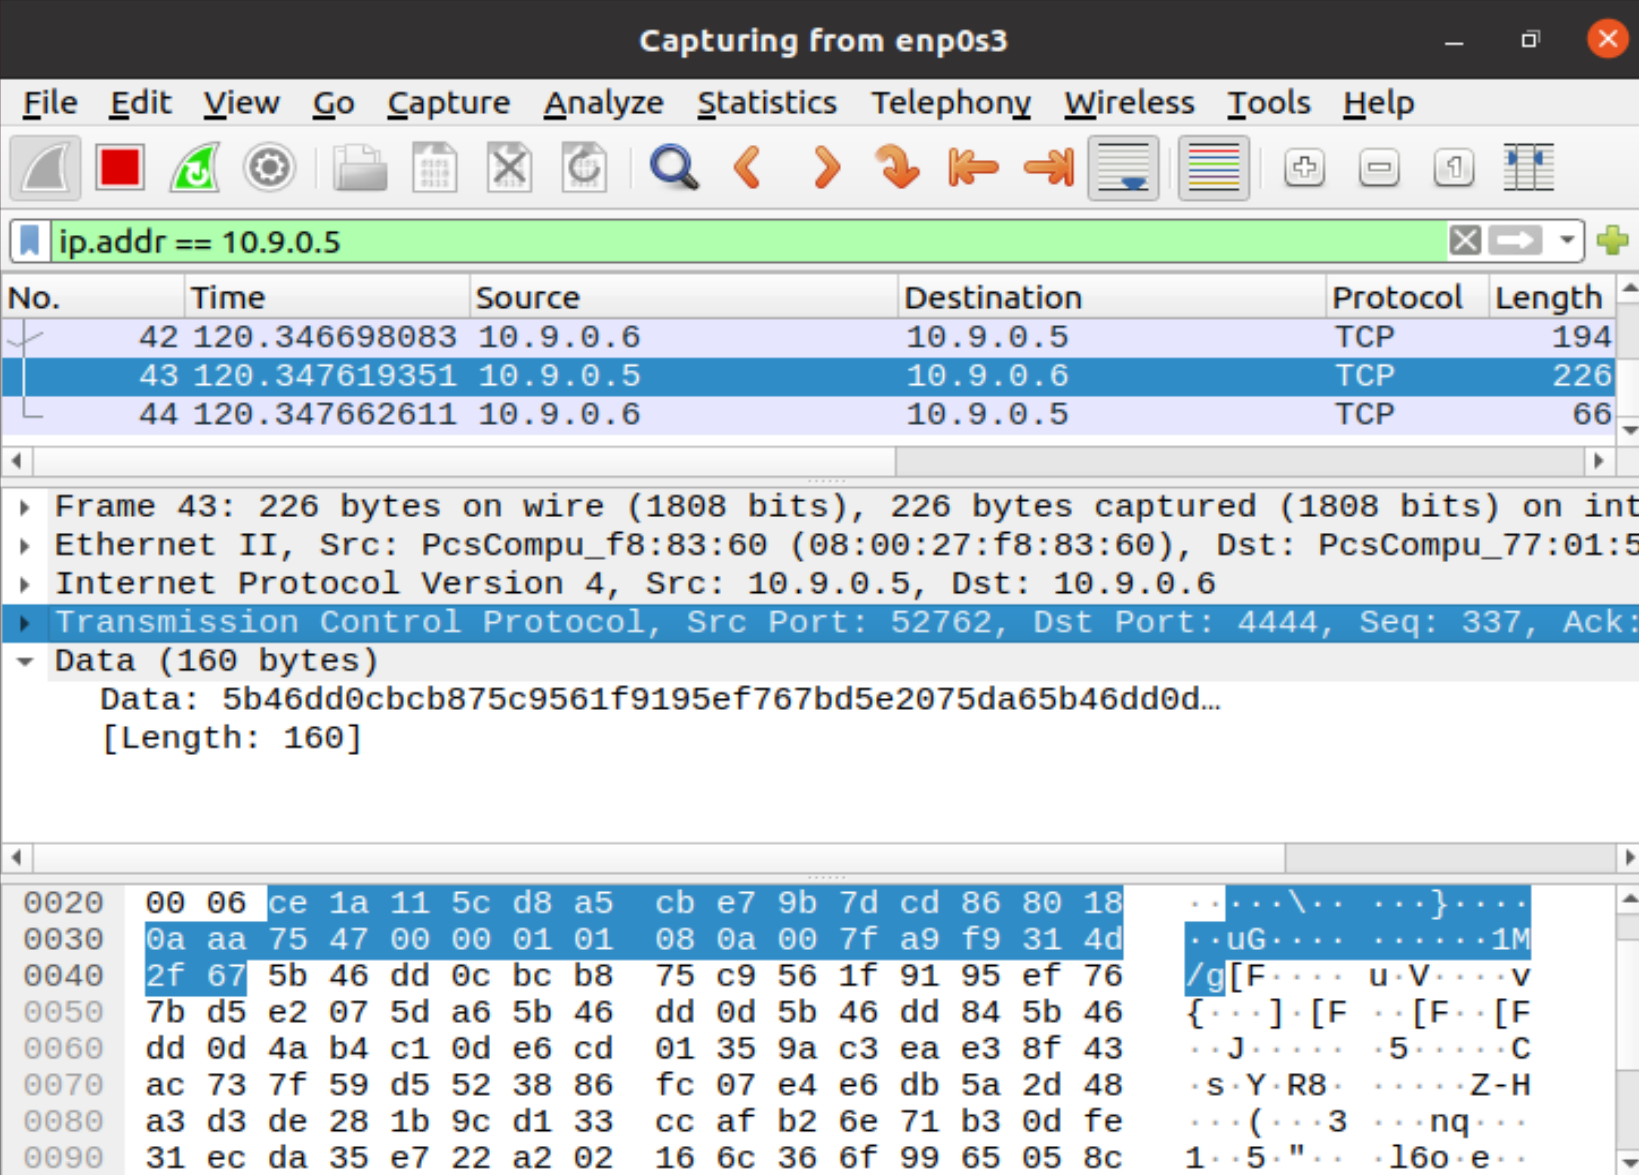 Capturing from enp0s3
File Edit View Go Capture Analyze Statistics Telephony Wireless Tools Help
ip.addr == 10.9.0.5
No. Time Source Destination Protocol Length
42 120.346698083 10.9.0.6 10.9.0.5 TCP 194
43 120.347619351 10.9.0.5 10.9.0.6 TCP 226
44 120.347662611 10.9.0.6 10.9.0.5 TCP 66
Frame 43: 226 bytes on wire (1808 bits), 226 bytes captured (1808 bits) on int
Ethernet II, Src: PcsCompu_f8:83:60 (08:00:27:f8:83:60), Dst: PcsCompu_77:01:5
Internet Protocol Version 4, Src: 10.9.0.5, Dst: 10.9.0.6
Transmission Control Protocol, Src Port: 52762, Dst Port: 4444, Seq: 337, Ack:
Data (160 bytes)
Data: 5b46dd0cbcb875c9561f9195ef767bd5e2075da65b46dd0d…
[Length: 160]
0020 00 06 ce 1a 11 5c d8 a5 cb e7 9b 7d cd 86 80 18 ·····\·· ···}····
0030 0a aa 75 47 00 00 01 01 08 0a 00 7f a9 f9 31 4d ··uG···· ······1M
0040 2f 67 5b 46 dd 0c bc b8 75 c9 56 1f 91 95 ef 76 /g[F···· u·V····v
0050 7b d5 e2 07 5d a6 5b 46 dd 0d 5b 46 dd 84 5b 46 {···]·[F ··[F··[F
0060 dd 0d 4a b4 c1 0d e6 cd 01 35 9a c3 ea e3 8f 43 ··J····· ·5·····C
0070 ac 73 7f 59 d5 52 38 86 fc 07 e4 e6 db 5a 2d 48 ·s·Y·R8· ·····Z-H
0080 a3 d3 de 28 1b 9c d1 33 cc af b2 6e 71 b3 0d fe ···(···3 ···nq···
0090 31 ec da 35 e7 22 a2 02 16 6c 36 6f 99 65 05 8c 1··5·"·· ·l6o·e··